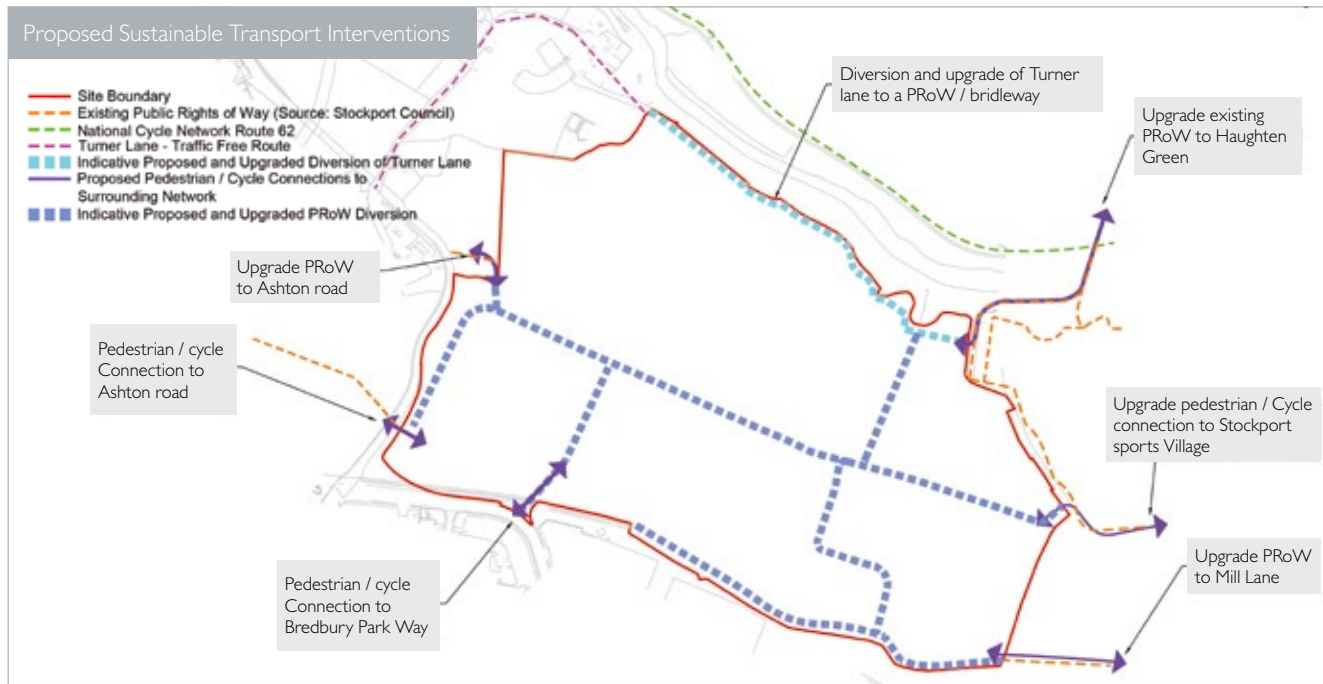 Proposed Sustainable Transport Interventions
Site Boundary
Existing Public Rights of Way (Source: Stockport Council)
National Cycle Network Route 62
Turner Lane - Traffic Free Route
Indicative Proposed and Upgraded Diversion of Turner Lane
Proposed Pedestrian / Cycle Connections to
Surrounding Network
Indicative Proposed and Upgraded PRoW Diversion
Diversion and upgrade of Turner
lane to a PRoW / bridleway
Upgrade existing
PRoW to Haughten
Green
Upgrade PRoW
to Ashton road
Pedestrian / cycle
Connection to
Ashton road
Upgrade pedestrian / Cycle
connection to Stockport
sports Village
Upgrade PRoW
to Mill Lane
Pedestrian / cycle
Connection to
Bredbury Park Way